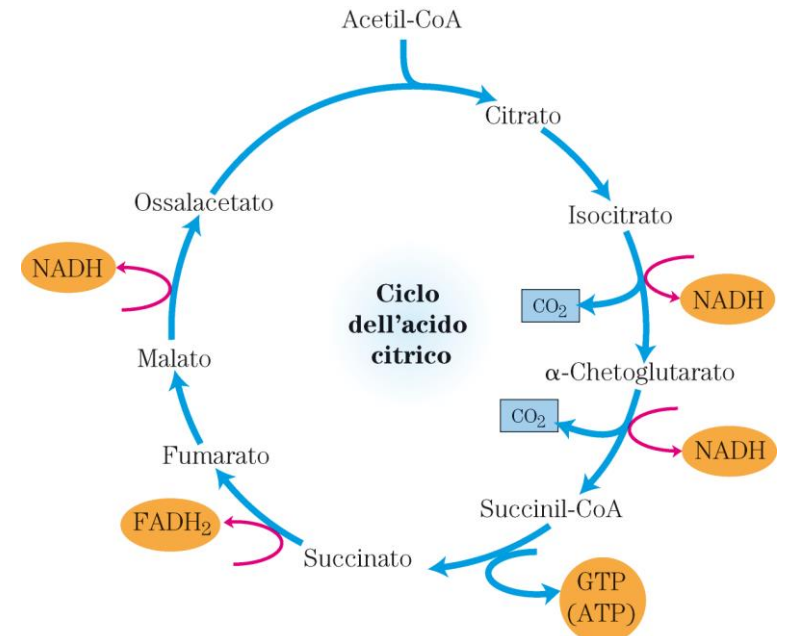 Acetil-CoA
Citrato
Isocitrato
NADH
CO₂
α-Chetoglutarato
CO₂
NADH
Succinil-CoA
GTP
(ATP)
Succinato
FADH₂
Fumarato
Malato
NADH
Ossalacetato
Ciclo
dell’acido
citrico